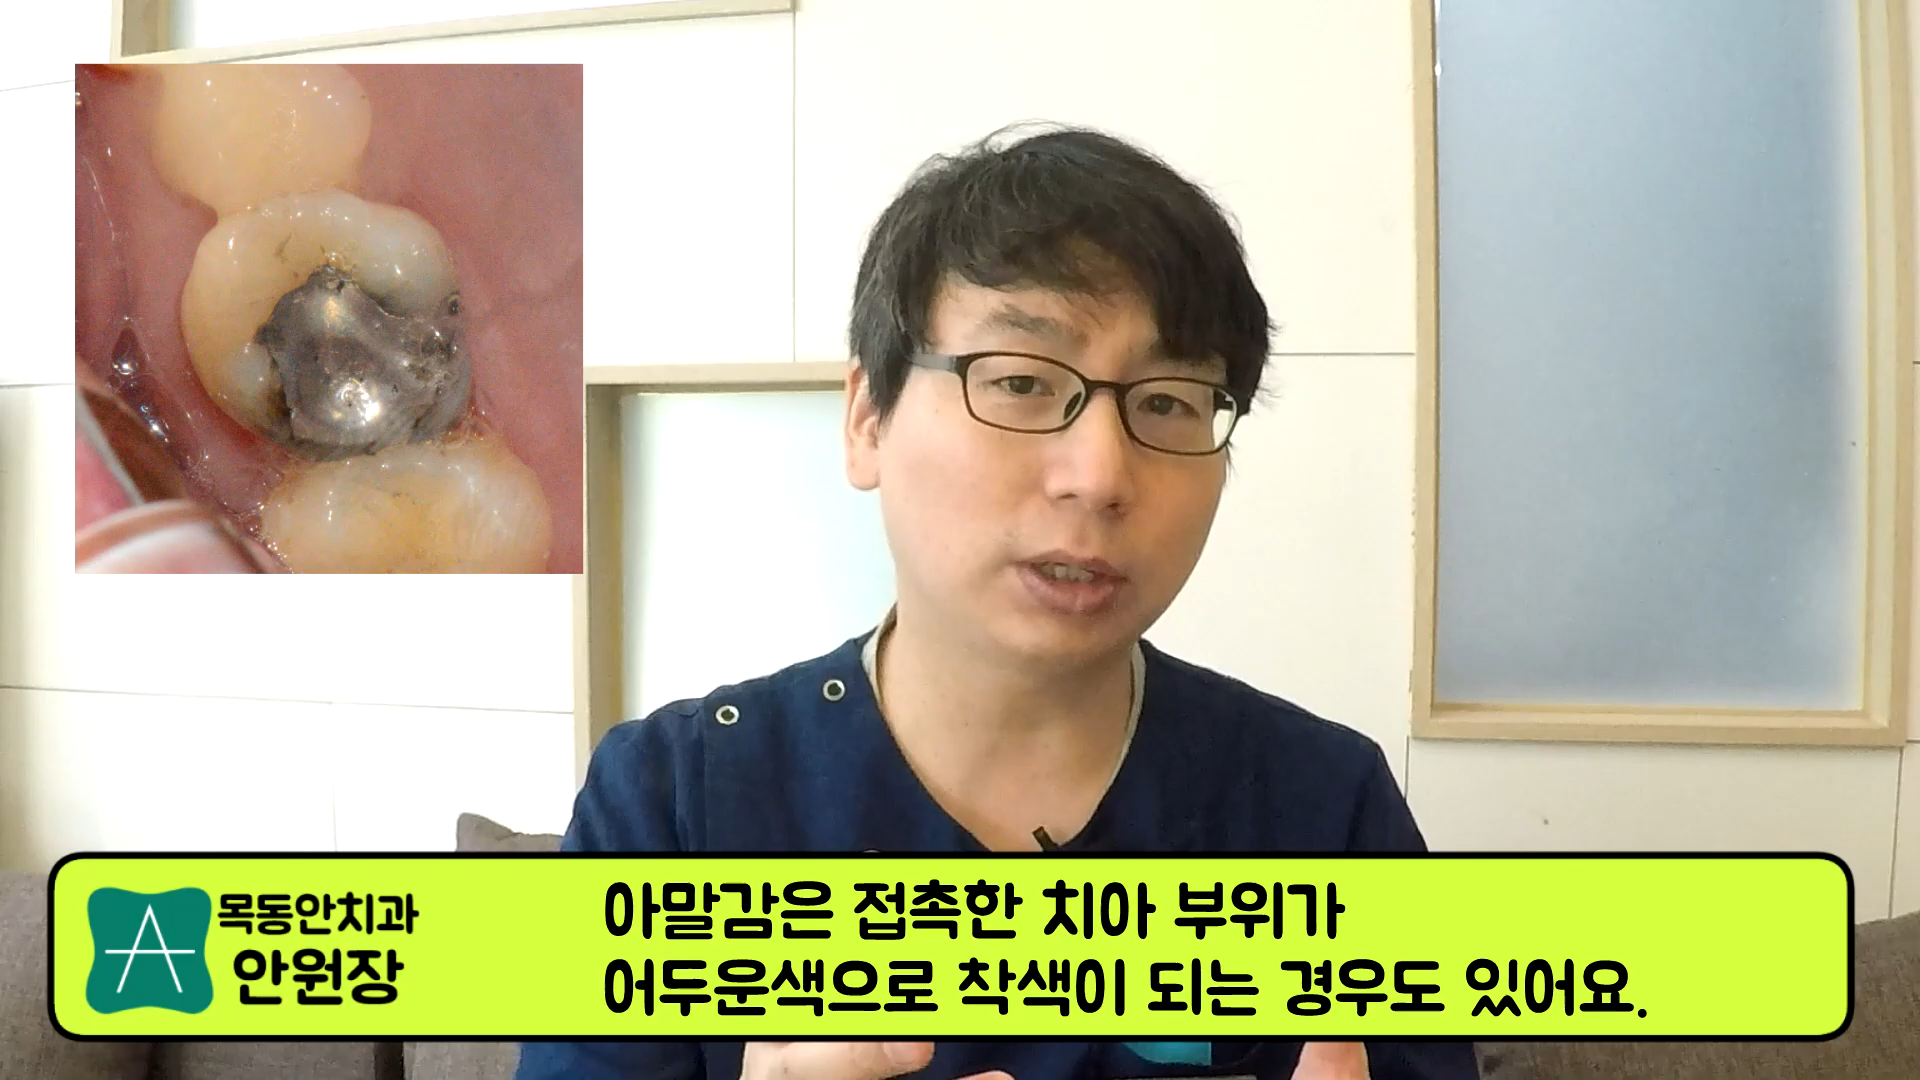 목동안치과
안원장
아말감은 접촉한 치아 부위가
어두운색으로 착색이 되는 경우도 있어요.